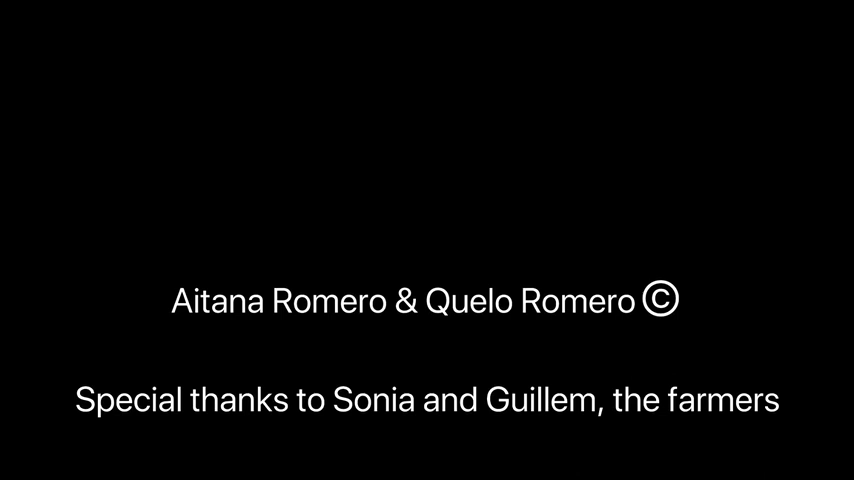 Aitana Romero & Quelo Romero ©
Special thanks to Sonia and Guillem, the farmers